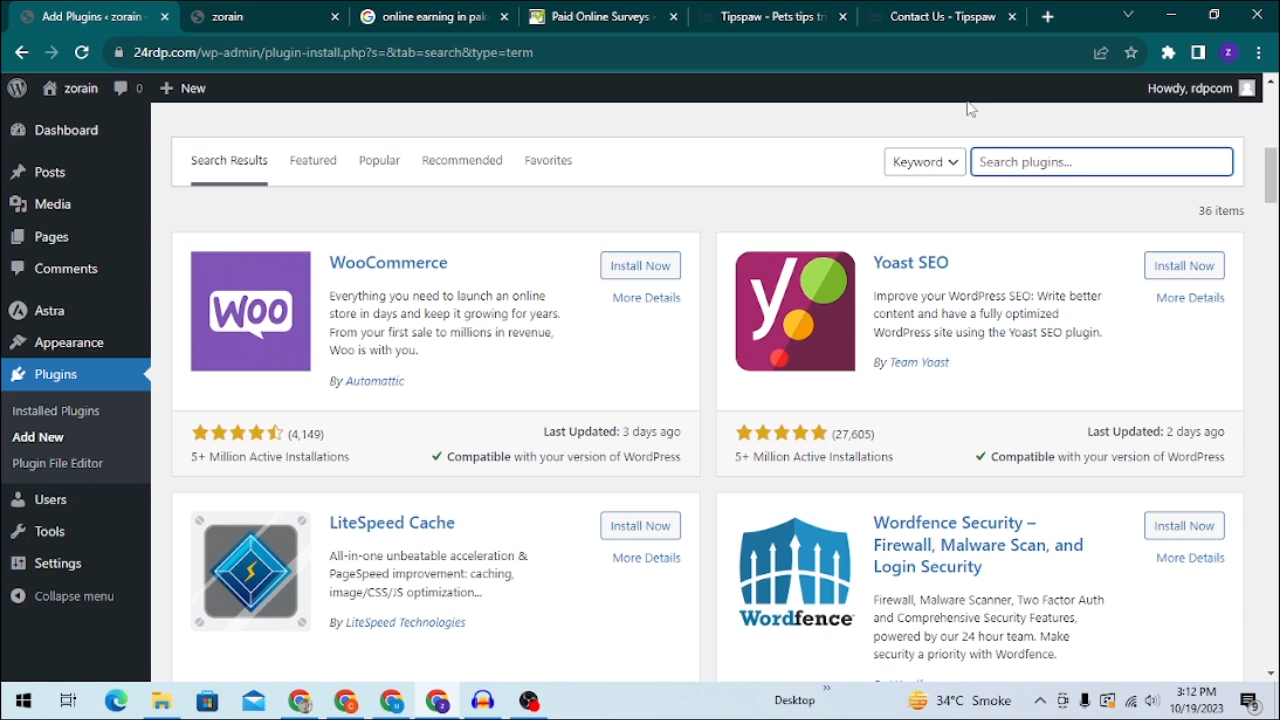 Add Plugins ‹ zorain —
zorain
online earning in pak
Paid Online Surveys -
Tipspaw - Pets tips tri
Contact Us - Tipspaw
24rdp.com/wp-admin/plugin-install.php?s=&tab=search&type=term
z
zorain
0
New
Howdy, rdpcom
Dashboard
Posts
Media
Pages
Comments
Astra
Appearance
Plugins
Installed Plugins
Add New
Plugin File Editor
Users
Tools
Settings
Collapse menu
Search Results Featured Popular Recommended Favorites
Keyword
Search plugins...
36 items
WOO
WooCommerce
Install Now
More Details
Everything you need to launch an online
store in days and keep it growing for years.
From your first sale to millions in revenue,
Woo is with you.
By Automattic
(4,149)
Last Updated: 3 days ago
5+ Million Active Installations
Compatible with your version of WordPress
y
Yoast SEO
Install Now
More Details
Improve your WordPress SEO: Write better
content and have a fully optimized
WordPress site using the Yoast SEO plugin.
By Team Yoast
(27,605)
Last Updated: 2 days ago
5+ Million Active Installations
Compatible with your version of WordPress
LiteSpeed Cache
Install Now
More Details
All-in-one unbeatable acceleration &
PageSpeed improvement: caching,
image/CSS/JS optimization...
By LiteSpeed Technologies
Wordfence
Wordfence Security –
Firewall, Malware Scan, and
Login Security
Install Now
More Details
Firewall, Malware Scanner, Two Factor Auth
and Comprehensive Security Features,
powered by our 24 hour team. Make
security a priority with Wordfence.
Desktop
34°C Smoke
3:12 PM
10/19/2023
9